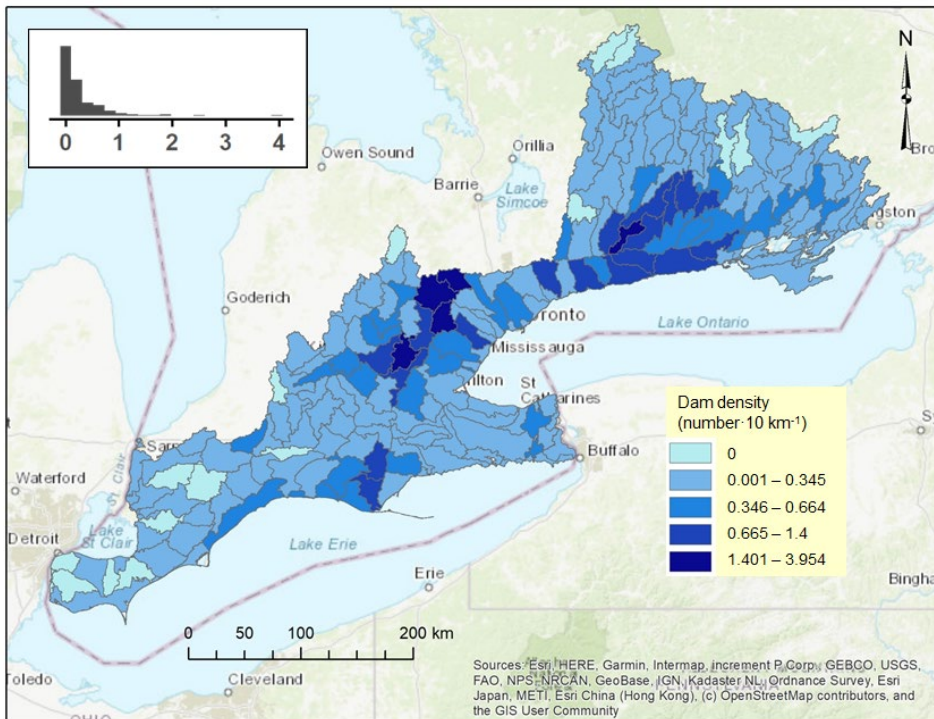 0 1 2 3 4
N
Owen Sound
Orillia
Barrie
Lake
Simcoe
Goderich
Toronto
Mississauga
Lake Ontario
St
Catharines
Buffalo
Waterford
St Clair
Lake
St Clair
Detroit
Lake Erie
Erie
Toledo
Cleveland
OHIO
PENNSYLVANIA
Dam density
(number·10 km⁻¹)
0
0.001 – 0.345
0.346 – 0.664
0.665 – 1.4
1.401 – 3.954
0 50 100 200 km
Sources: Esri, HERE, Garmin, Intermap, increment P Corp., GEBCO, USGS,
FAO, NPS, NRCAN, GeoBase, IGN, Kadaster NL, Ordnance Survey, Esri
Japan, METI, Esri China (Hong Kong), (c) OpenStreetMap contributors, and
the GIS User Community